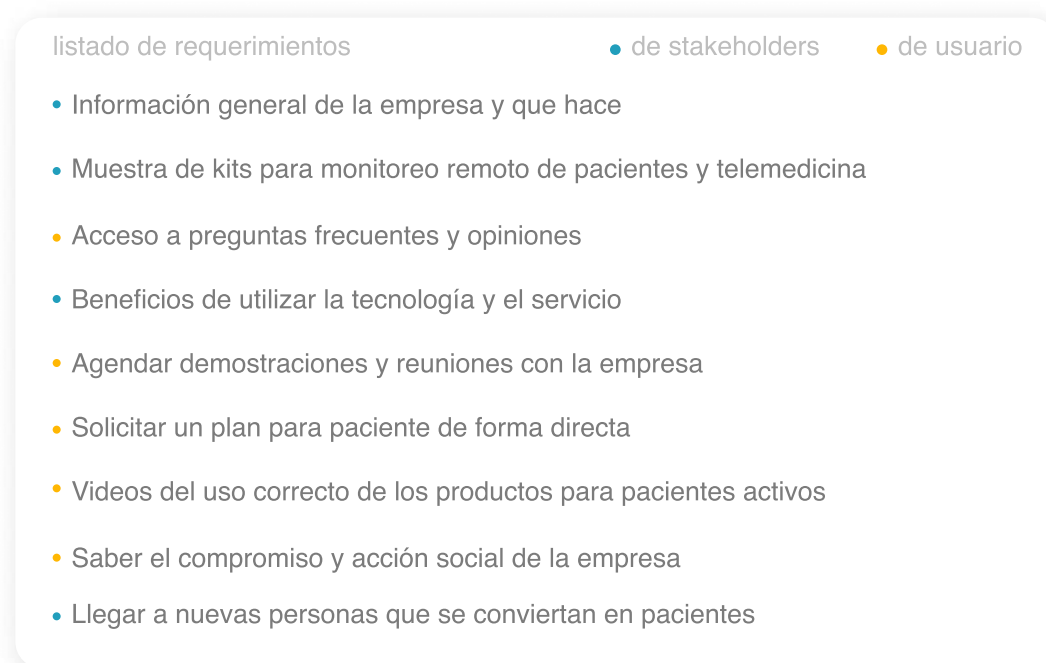 listado de requerimientos
• de stakeholders
• de usuario
• Información general de la empresa y que hace
• Muestra de kits para monitoreo remoto de pacientes y telemedicina
• Acceso a preguntas frecuentes y opiniones
• Beneficios de utilizar la tecnología y el servicio
• Agendar demostraciones y reuniones con la empresa
• Solicitar un plan para paciente de forma directa
• Videos del uso correcto de los productos para pacientes activos
• Saber el compromiso y acción social de la empresa
• Llegar a nuevas personas que se conviertan en pacientes